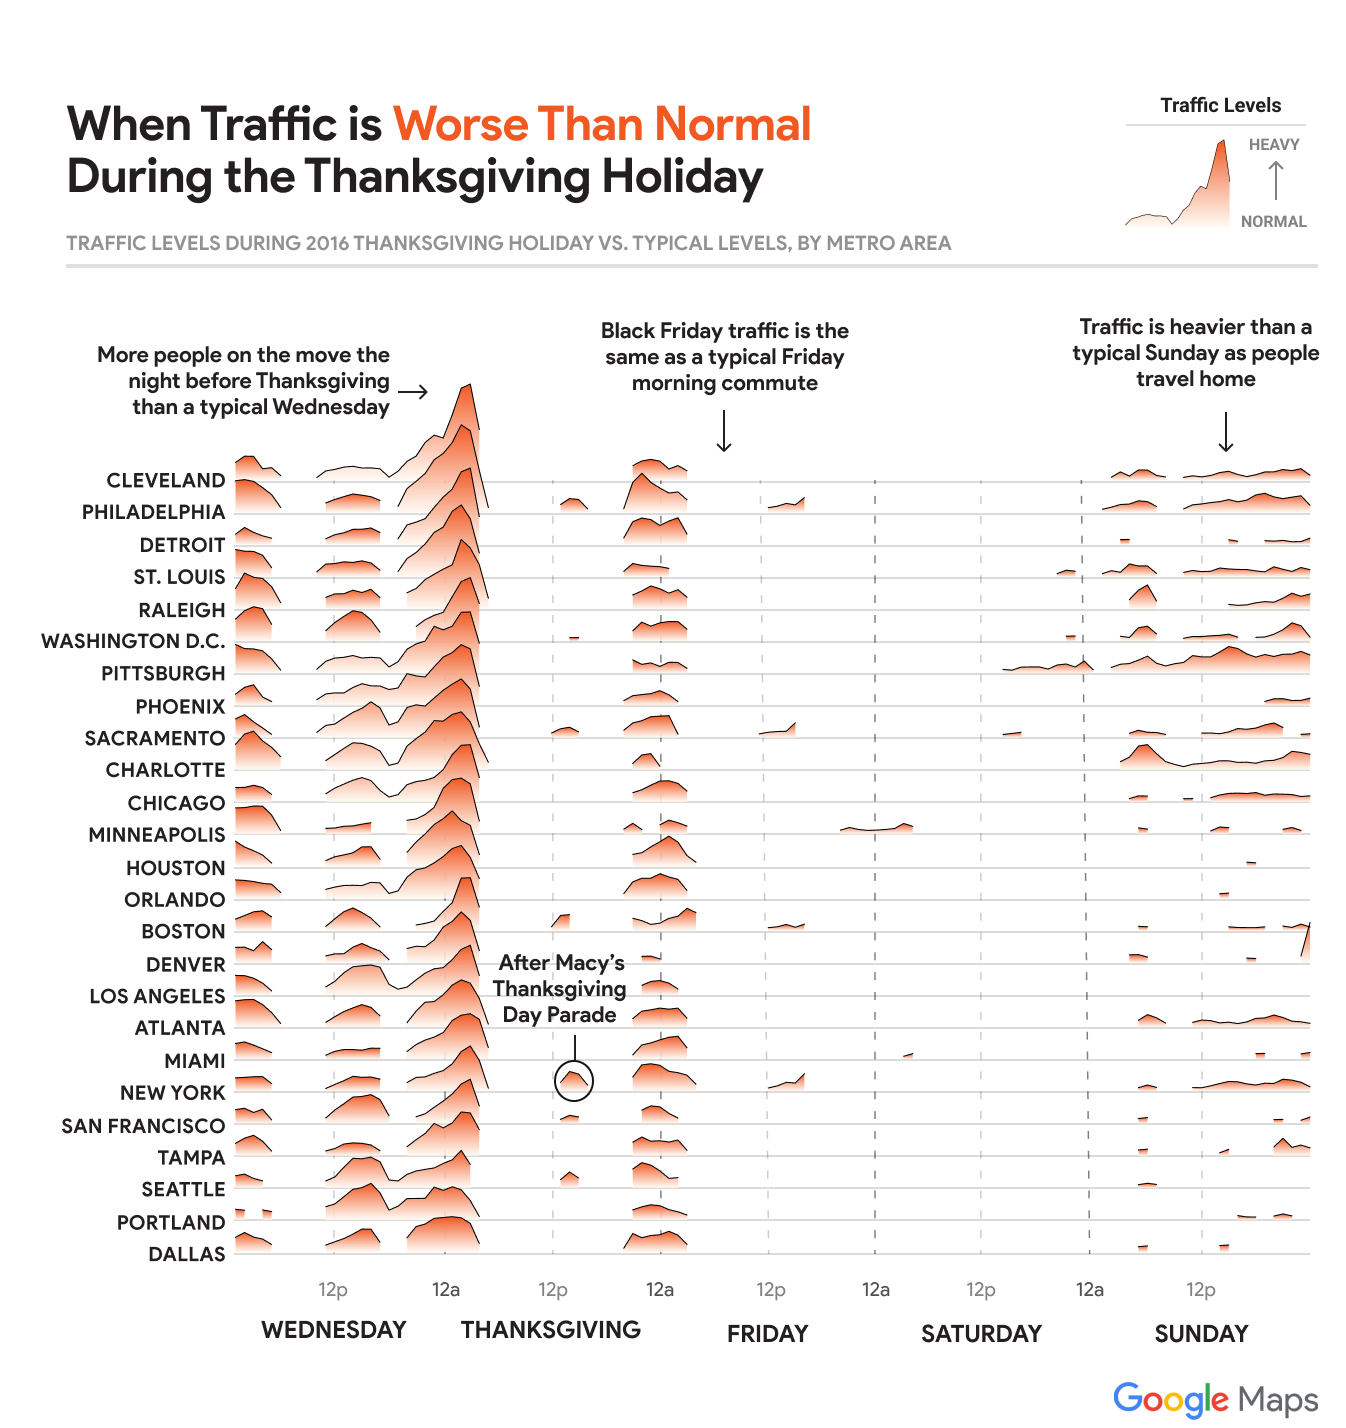 When Traffic is Worse Than Normal
During the Thanksgiving Holiday
TRAFFIC LEVELS DURING 2016 THANKSGIVING HOLIDAY VS. TYPICAL LEVELS, BY METRO AREA
Traffic Levels
HEAVY
NORMAL
More people on the move the
night before Thanksgiving
than a typical Wednesday
Black Friday traffic is the
same as a typical Friday
morning commute
Traffic is heavier than a
typical Sunday as people
travel home
CLEVELAND
PHILADELPHIA
DETROIT
ST. LOUIS
RALEIGH
WASHINGTON D.C.
PITTSBURGH
PHOENIX
SACRAMENTO
CHARLOTTE
CHICAGO
MINNEAPOLIS
HOUSTON
ORLANDO
BOSTON
DENVER
LOS ANGELES
ATLANTA
MIAMI
NEW YORK
SAN FRANCISCO
TAMPA
SEATTLE
PORTLAND
DALLAS
After Macy's
Thanksgiving
Day Parade
12p 12a 12p 12a 12p 12a 12p 12a 12p
WEDNESDAY THANKSGIVING FRIDAY SATURDAY SUNDAY
Google Maps